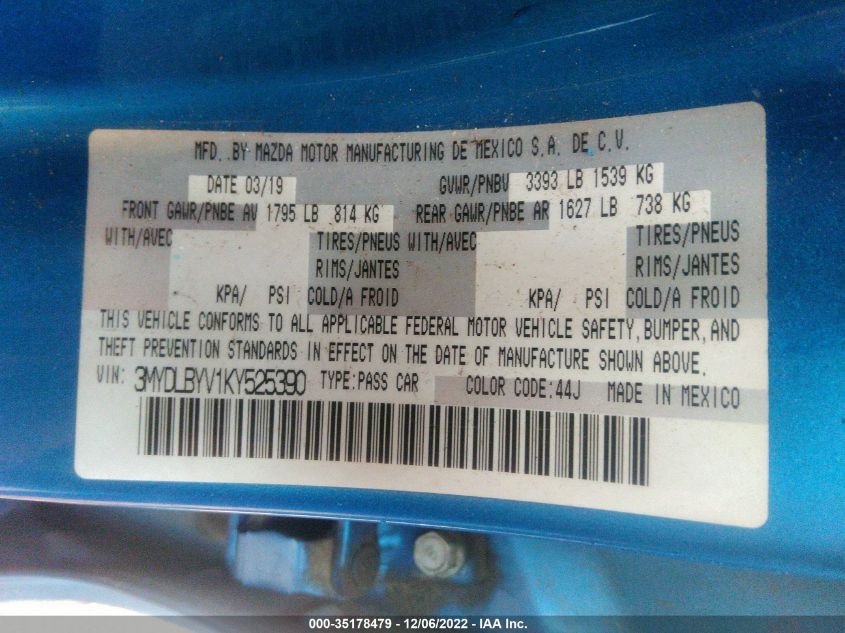 MFD. BY MAZDA MOTOR MANUFACTURING DE MEXICO S.A. DE C.V.
DATE 03/19 GVWR/PNBV 3393 LB 1539 KG
FRONT GAWR/PNBE AV 1795 LB 814 KG REAR GAWR/PNBE AR 1627 LB 738 KG
WITH/AVEC TIRES/PNEUS WITH/AVEC TIRES/PNEUS
RIMS/JANTES RIMS/JANTES
KPA/ PSI COLD/A FROID KPA/ PSI COLD/A FROID
THIS VEHICLE CONFORMS TO ALL APPLICABLE FEDERAL MOTOR VEHICLE SAFETY, BUMPER, AND
THEFT PREVENTION STANDARDS IN EFFECT ON THE DATE OF MANUFACTURE SHOWN ABOVE.
VIN: 3MYDLBYV1KY525390 TYPE:PASS CAR COLOR CODE:44J MADE IN MEXICO
000-35178479 - 12/06/2022 - IAA Inc.